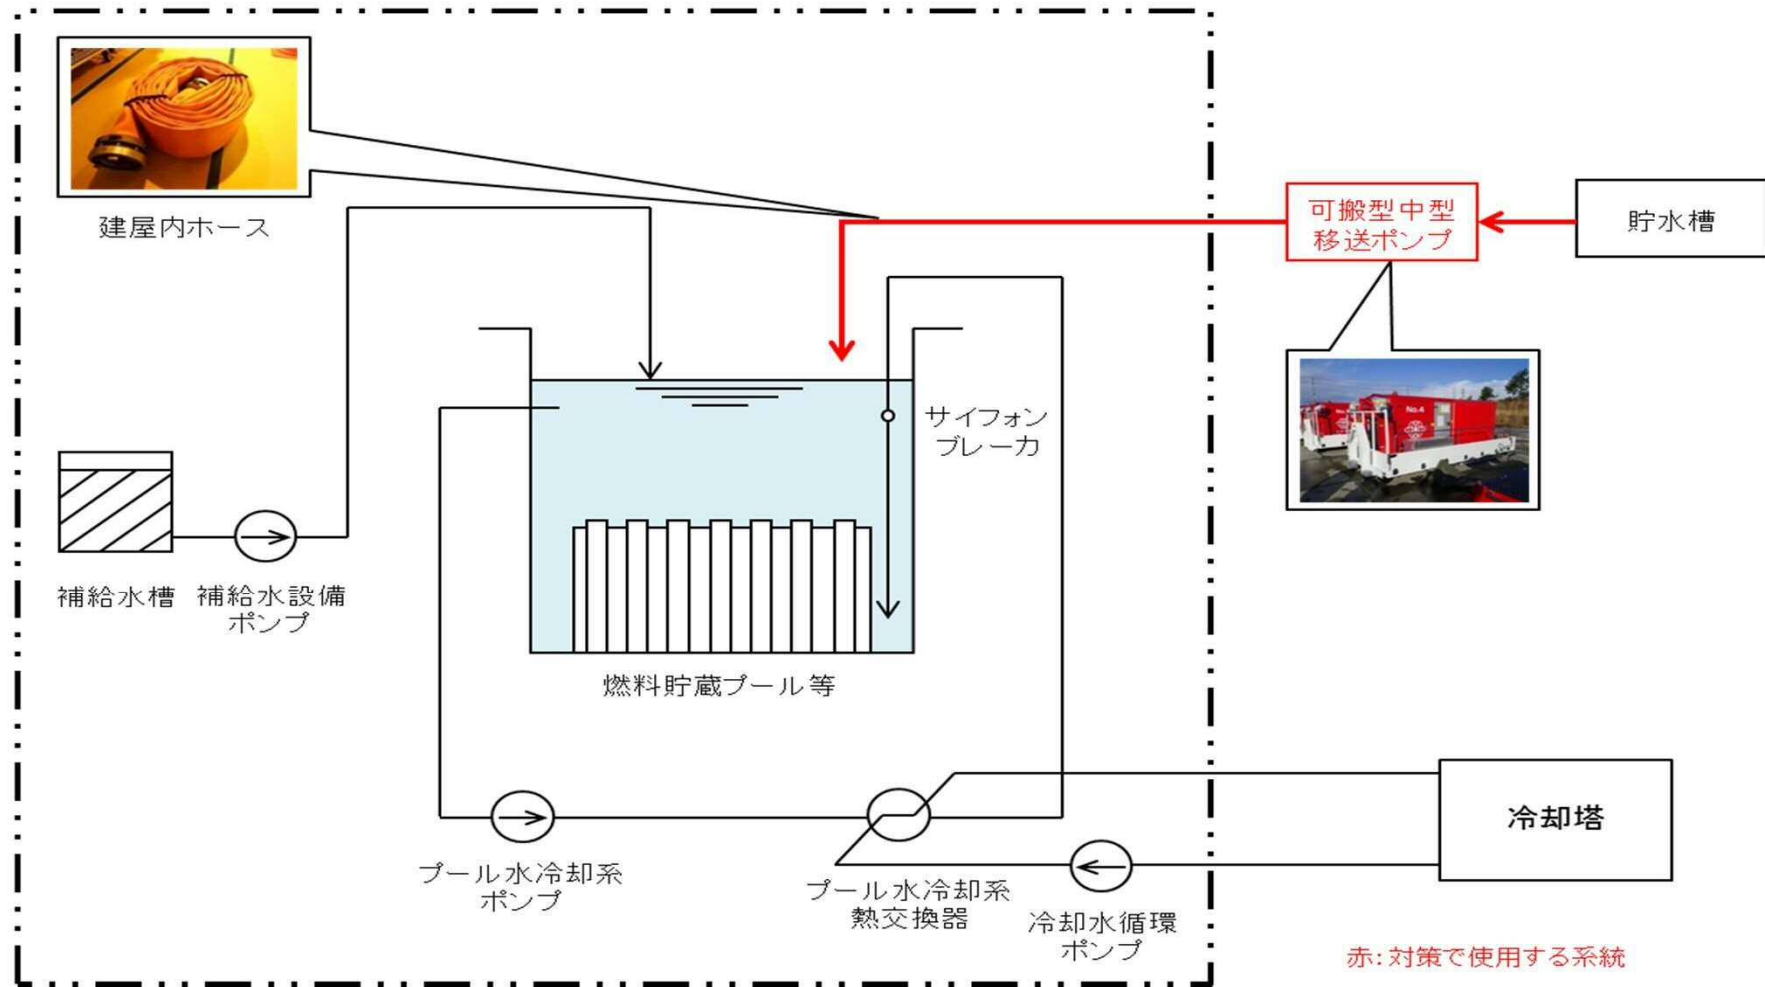 建屋内ホース
可搬型中型
移送ポンプ
貯水槽
No.4
サイフォン
ブレーカ
補給水槽
補給水設備
ポンプ
燃料貯蔵プール等
冷却塔
プール水冷却系
ポンプ
プール水冷却系
熱交換器
冷却水循環
ポンプ
赤:対策で使用する系統